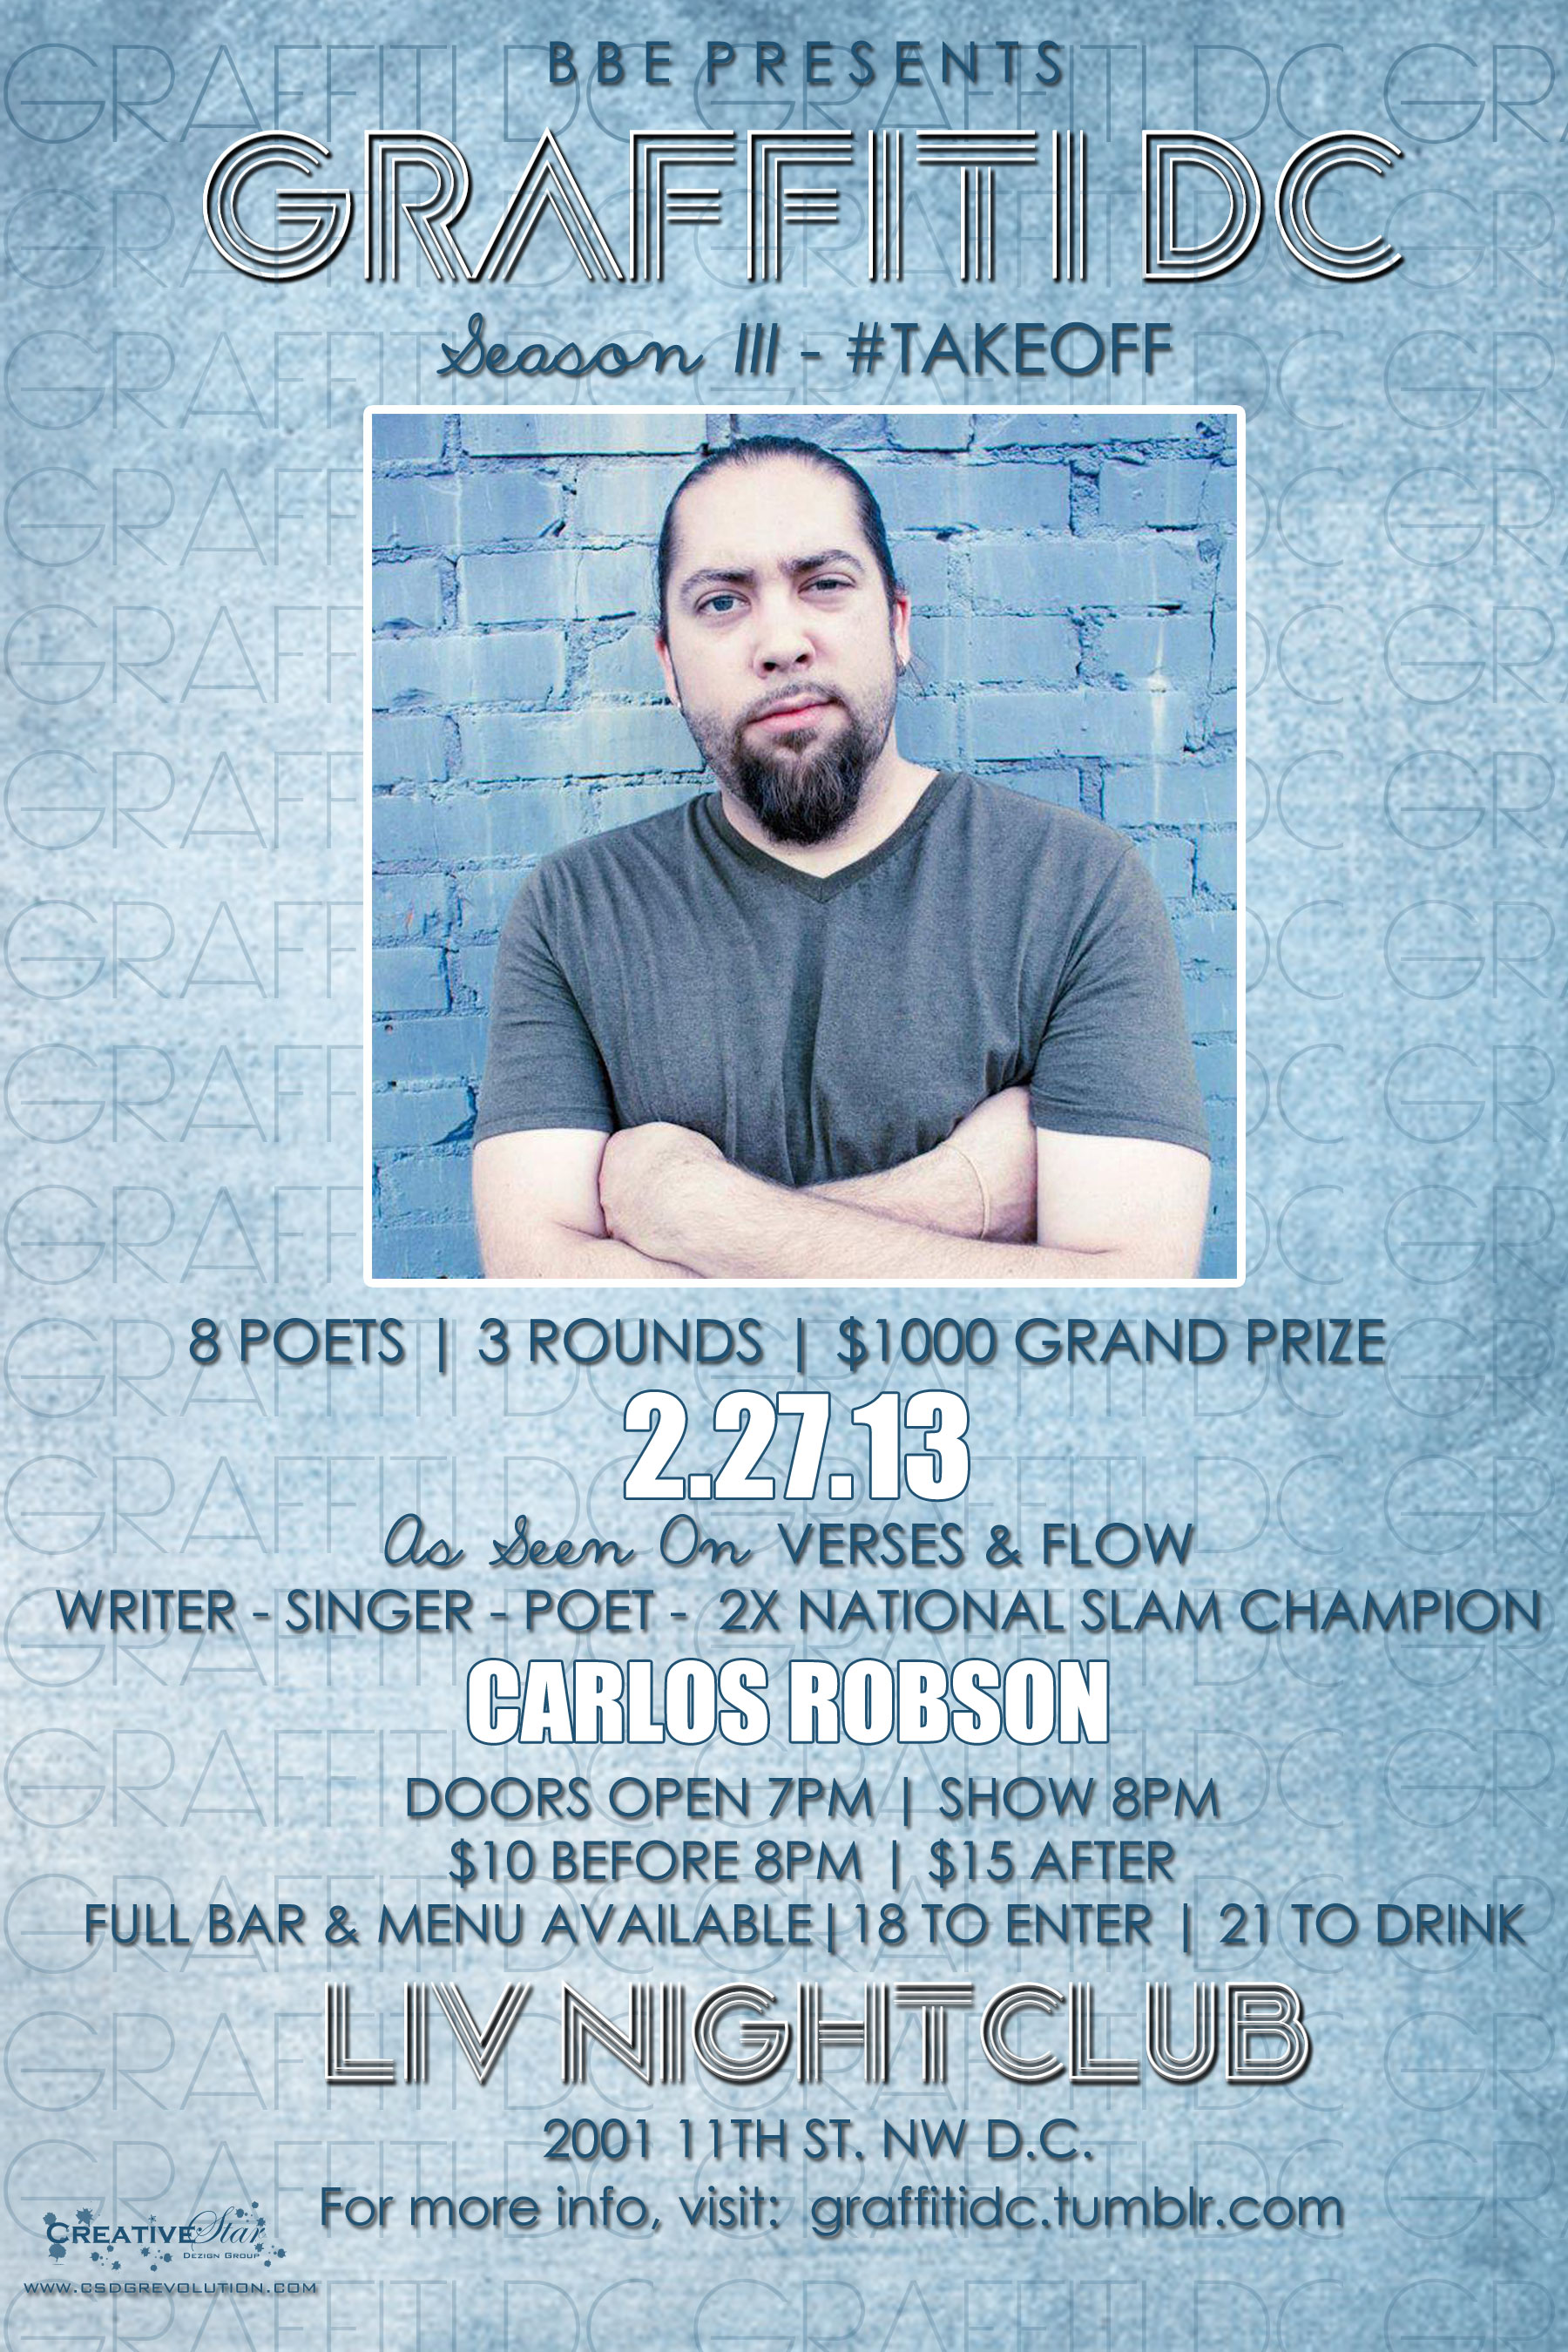 BBE PRESENTS
GRAFFITI DC
Season III - #TAKEOFF
8 POETS | 3 ROUNDS | $1000 GRAND PRIZE
2.27.13
As Seen On VERSES & FLOW
WRITER - SINGER - POET - 2X NATIONAL SLAM CHAMPION
CARLOS ROBSON
DOORS OPEN 7PM | SHOW 8PM
$10 BEFORE 8PM | $15 AFTER
FULL BAR & MENU AVAILABLE|18 TO ENTER | 21 TO DRINK
LIV NIGHTCLUB
2001 11TH ST. NW D.C.
For more info, visit: graffitidc.tumblr.com
CREATIVE Star
DEZIGN GROUP
WWW.CSDGREVOLUTION.COM